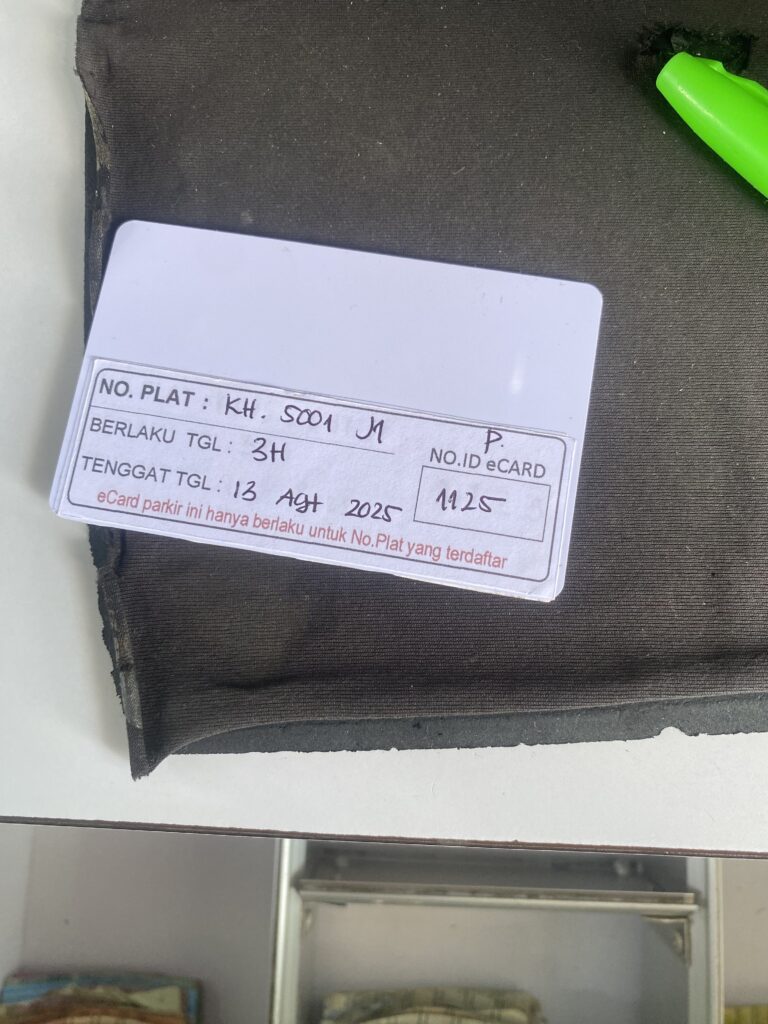 NO. PLAT : KH. 5001 M
BERLAKU TGL : 3H
TENGGAT TGL : 13 Agt 2025
P.
NO.ID eCARD
1125
eCard parkir ini hanya berlaku untuk No.Plat yang terdaftar